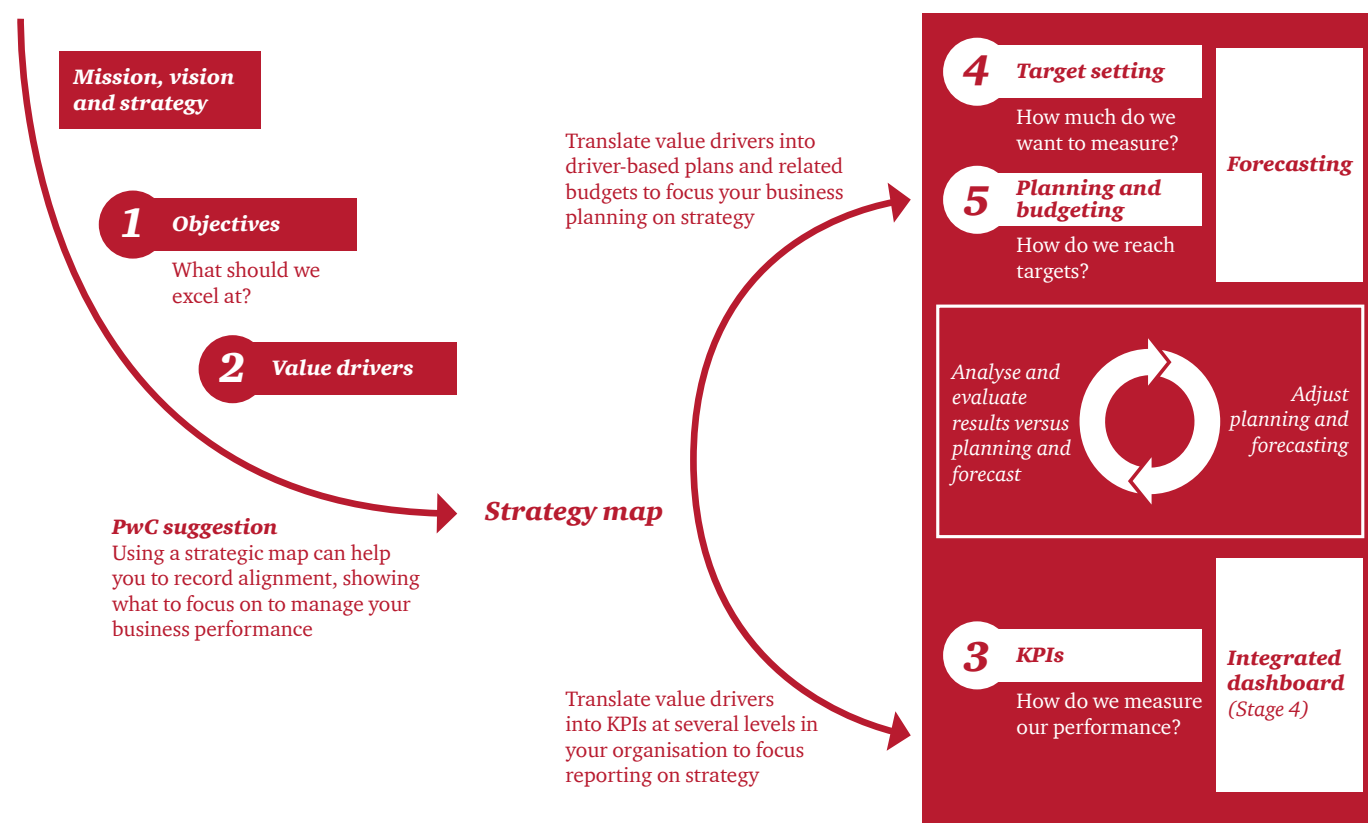 Mission, vision
and strategy
1
Objectives
What should we
excel at?
2
Value drivers
PwC suggestion
Using a strategic map can help
you to record alignment, showing
what to focus on to manage your
business performance
Strategy map
Translate value drivers into
driver-based plans and related
budgets to focus your business
planning on strategy
Translate value drivers
into KPIs at several levels in
your organisation to focus
reporting on strategy
4
Target setting
How much do we
want to measure?
5
Planning and
budgeting
How do we reach
targets?
Forecasting
Analyse and
evaluate
results versus
planning and
forecast
Adjust
planning and
forecasting
3
KPIs
How do we measure
our performance?
Integrated
dashboard
(Stage 4)